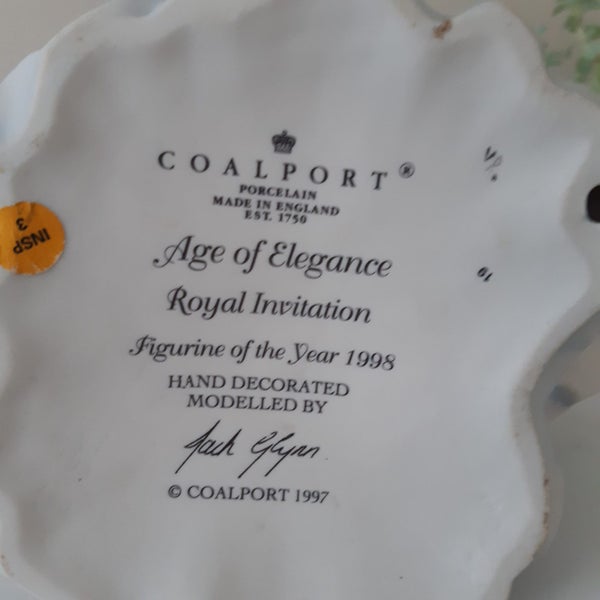 COALPORT®
PORCELAIN
MADE IN ENGLAND
EST. 1750
Age of Elegance
Royal Invitation
Figurine of the Year 1998
HAND DECORATED
MODELLED BY
Jack Glynn
© COALPORT 1997
INSP
3